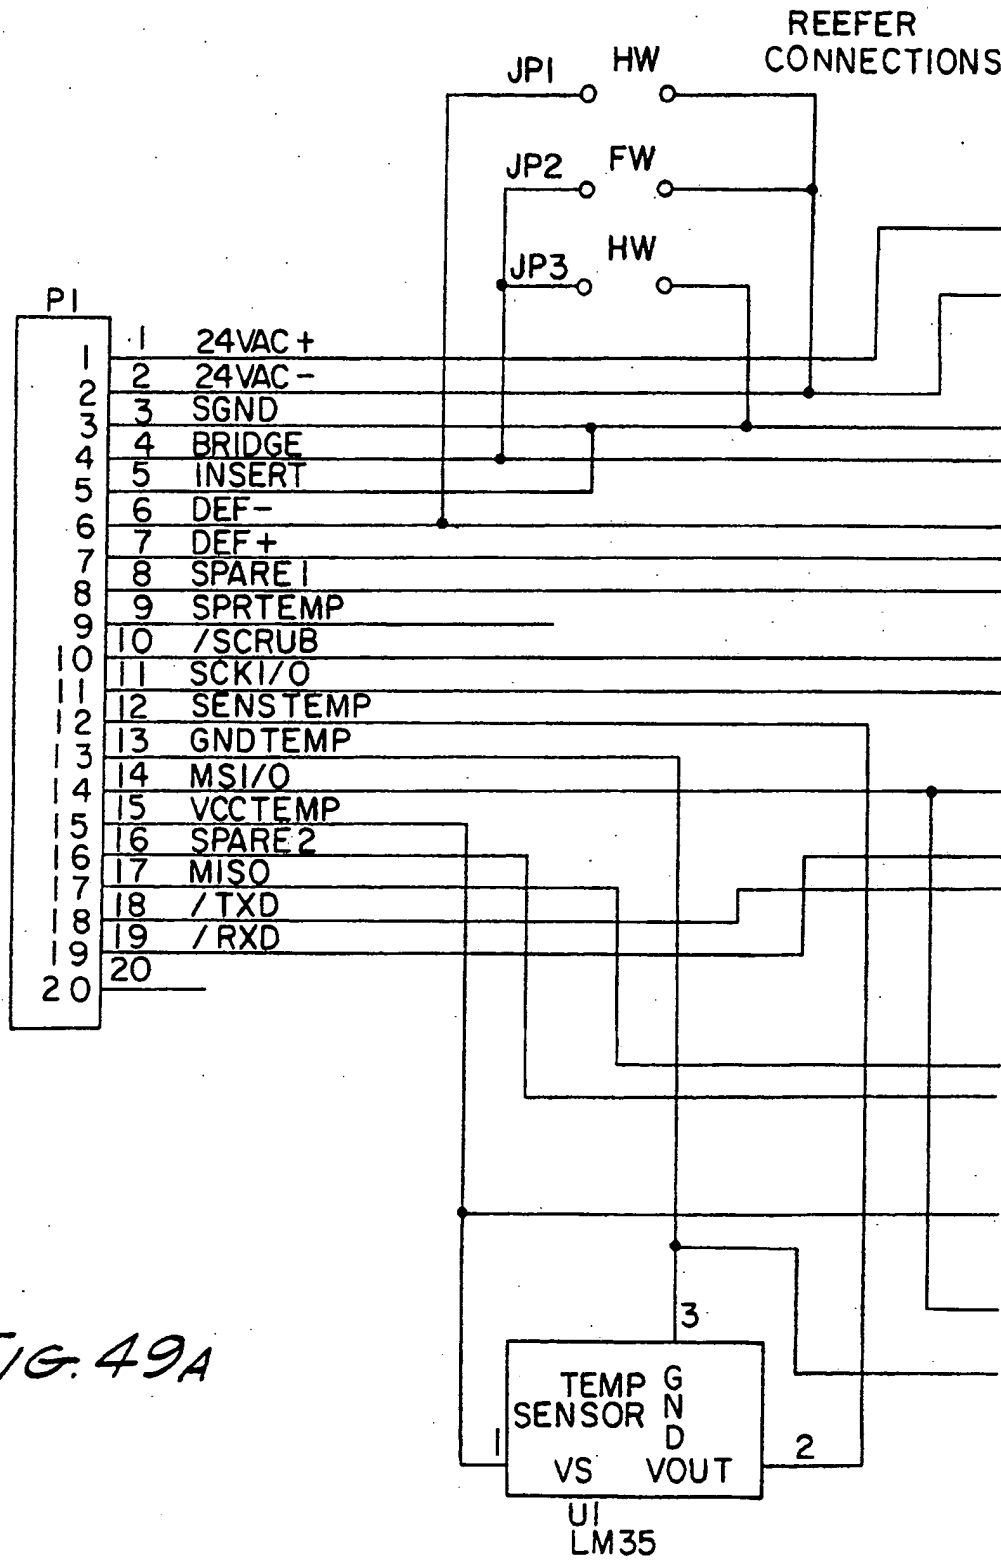 REEFER
CONNECTIONS
JP1 HW
JP2 FW
JP3 HW
P1
1 1 24VAC+
2 2 24VAC-
3 3 SGND
4 4 BRIDGE
5 5 INSERT
6 6 DEF-
7 7 DEF+
8 8 SPARE1
9 9 SPRTEMP
10 10 /SCRUB
11 11 SCKI/O
12 12 SENSTEMP
13 13 GNDTEMP
14 14 MSI/O
15 15 VCCTEMP
16 16 SPARE2
17 17 MISO
18 18 /TXD
19 19 /RXD
20 20
FIG. 49A
3
TEMP
SENSOR
GND
1
2
VS VOUT
U1
LM35